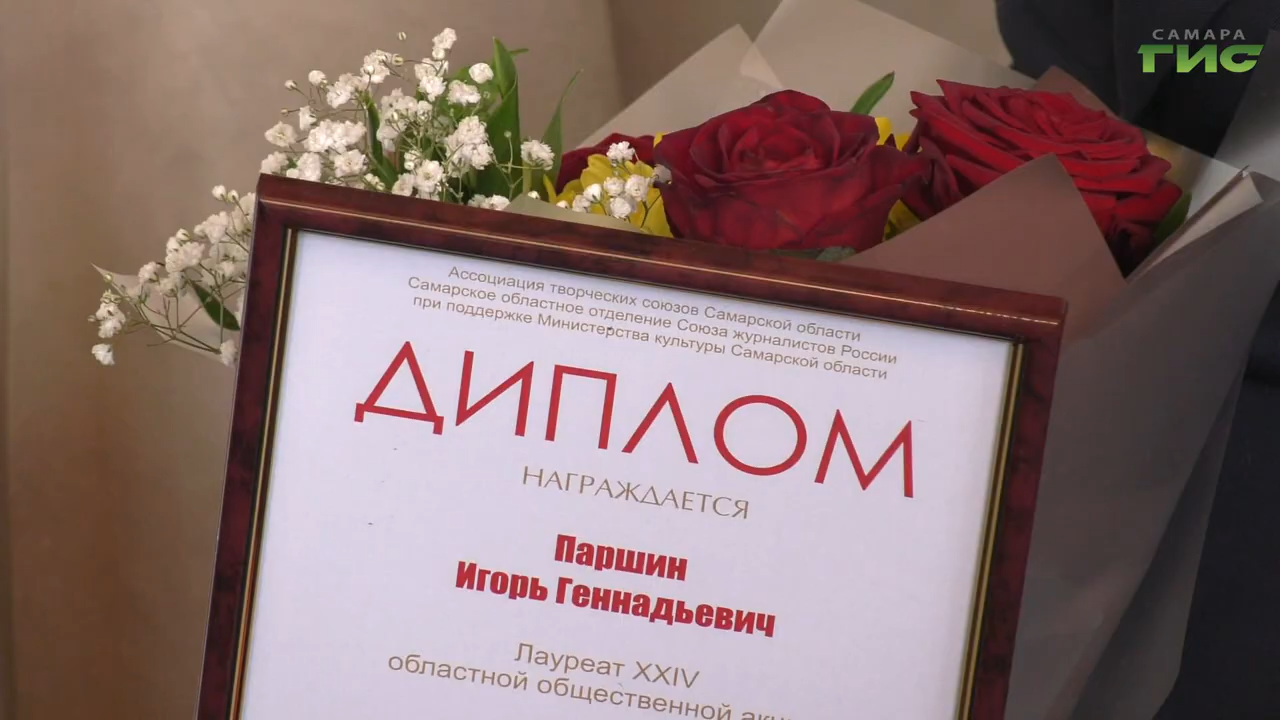 САМАРА
ГИС
Ассоциация творческих союзов Самарской области
Самарское областное отделение Союза журналистов России
при поддержке Министерства культуры Самарской области
ДИПЛОМ
НАГРАЖДАЕТСЯ
Паршин
Игорь Геннадьевич
Лауреат XXIV
областной общественной